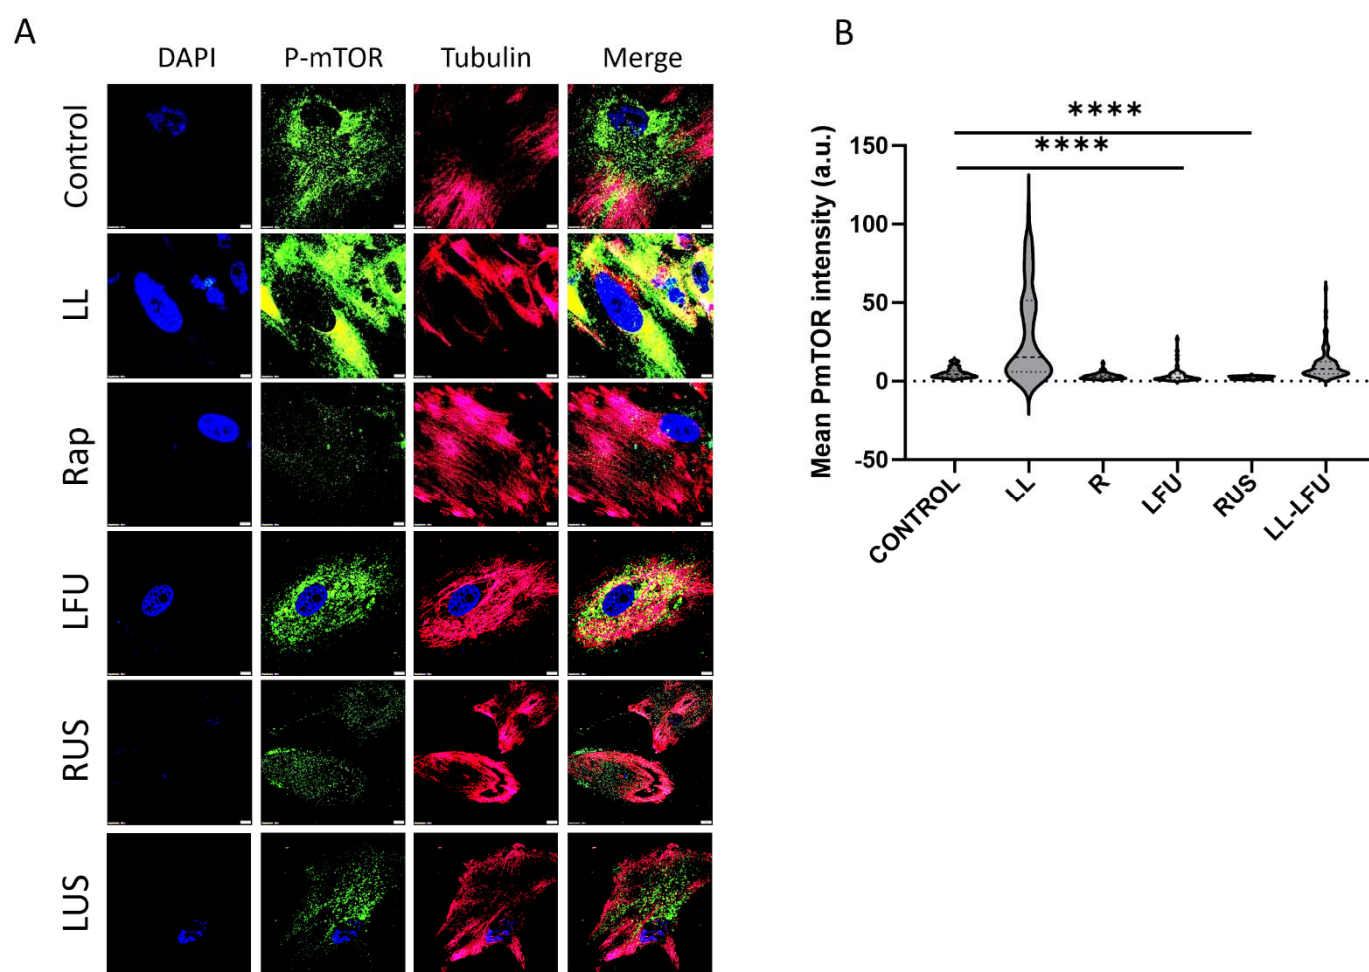 A
DAPI P-mTOR Tubulin Merge
Control
LL
Rap
LFU
RUS
LUS
B
****
****
Mean PmTOR intensity (a.u.)
150
100
50
0
-50
CONTROL
LL
R
LFU
RUS
LL-LFU